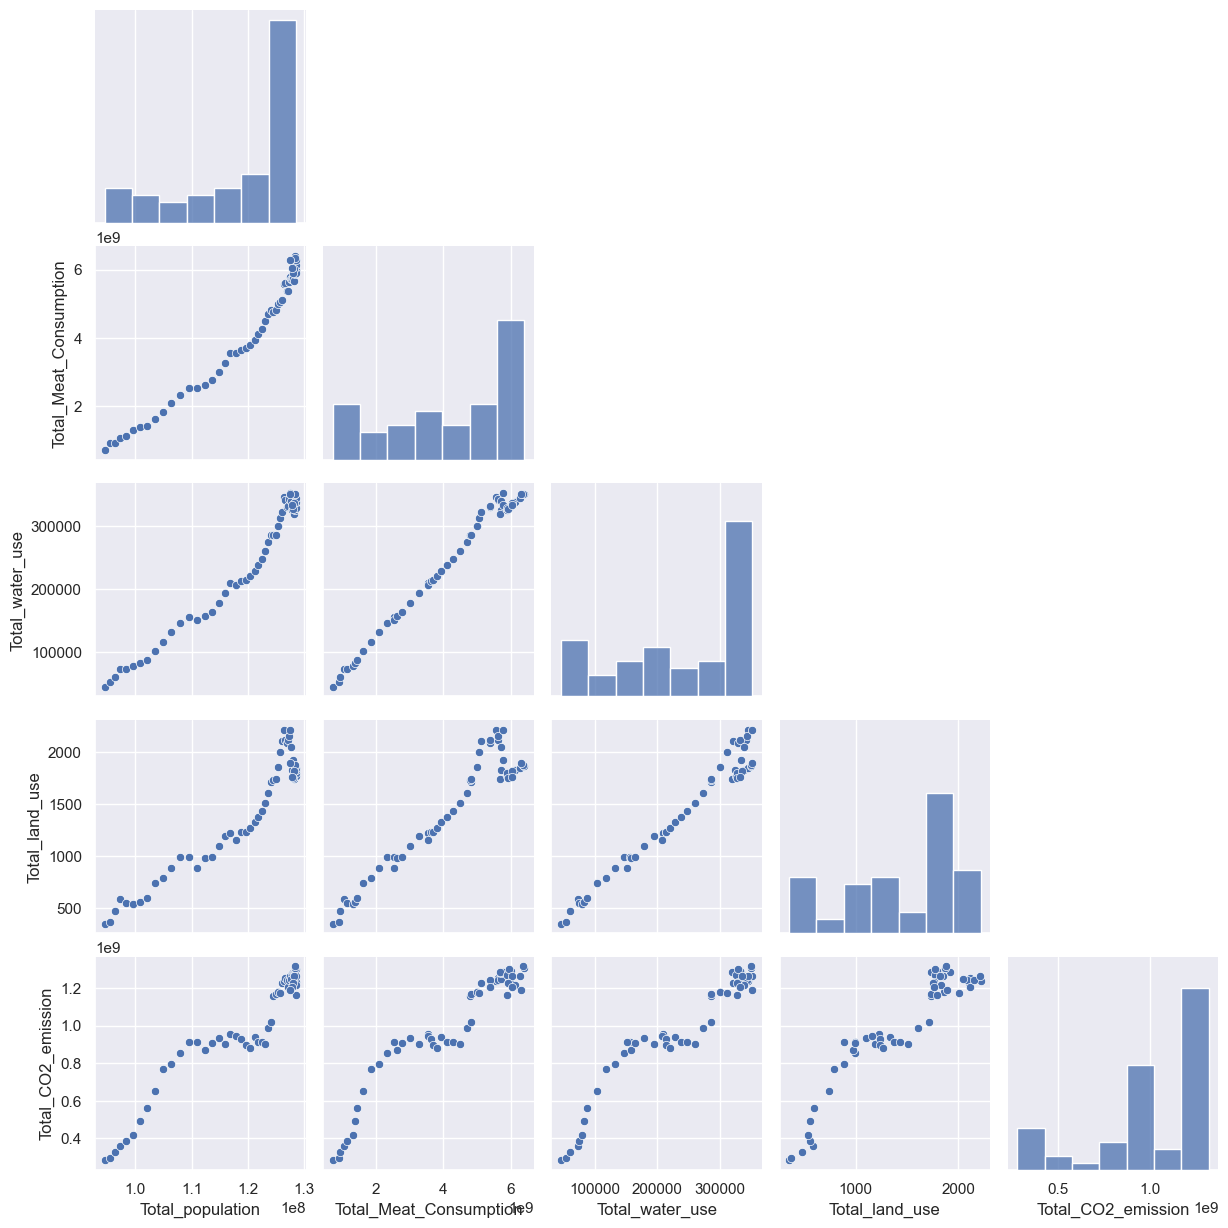 1e9
6
4
2
Total_Meat_Consumption
300000
200000
100000
Total_water_use
2000
1500
1000
500
Total_land_use
1e9
1.2
1.0
0.8
0.6
0.4
Total_CO2_emission
1.0 1.1 1.2 1.3
Total_population
1e8
2 4 6
Total_Meat_Consumption
1e9
100000 200000 300000
Total_water_use
1000 2000
Total_land_use
0.5 1.0
Total_CO2_emission
1e9